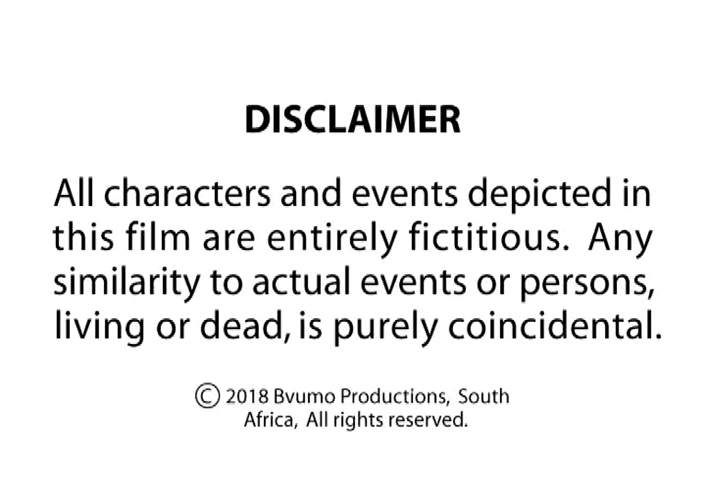 DISCLAIMER
All characters and events depicted in
this film are entirely fictitious. Any
similarity to actual events or persons,
living or dead, is purely coincidental.
© 2018 Bvumo Productions, South
Africa, All rights reserved.